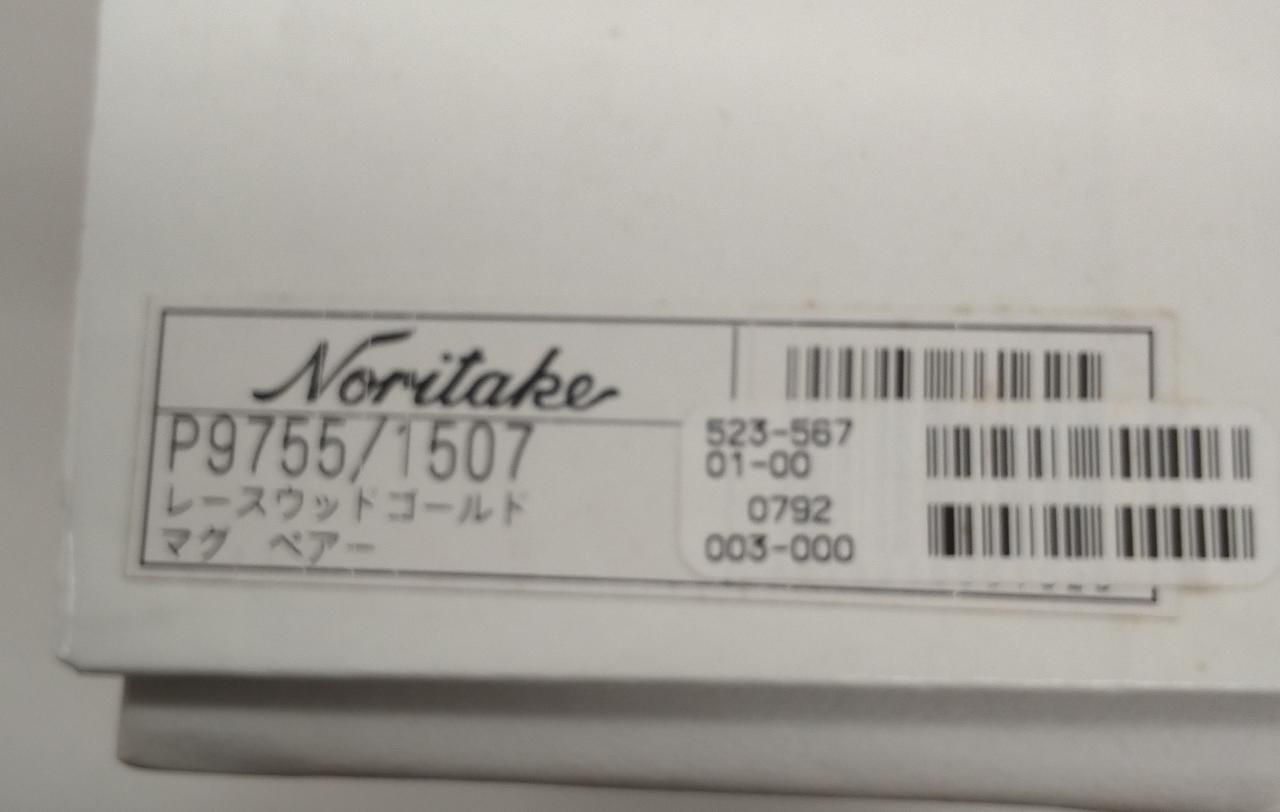 Noritake
P9755/1507
レースウッドゴールド
マグ ペアー
523-567
01-00
0792
003-000